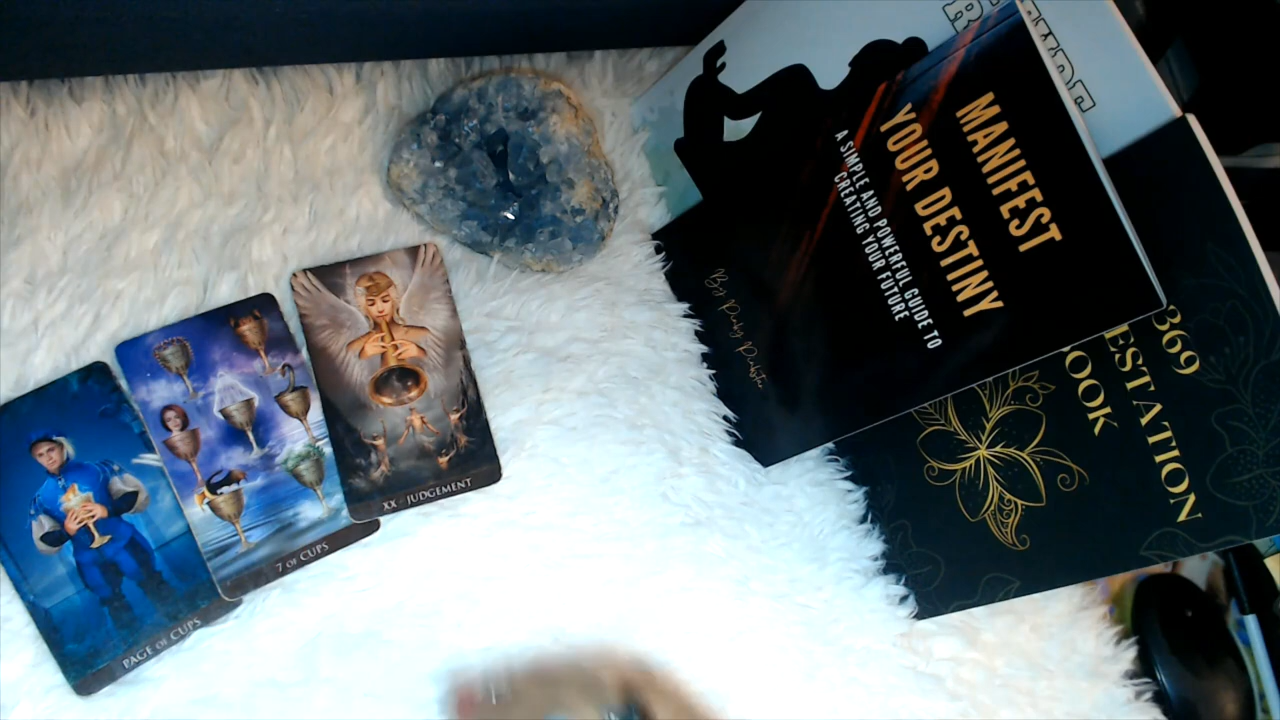 PAGE OF CUPS
7 OF CUPS
XX - JUDGEMENT
MANIFEST
YOUR DESTINY
A SIMPLE AND POWERFUL GUIDE TO
CREATING YOUR FUTURE
369
ESTATION
OOK